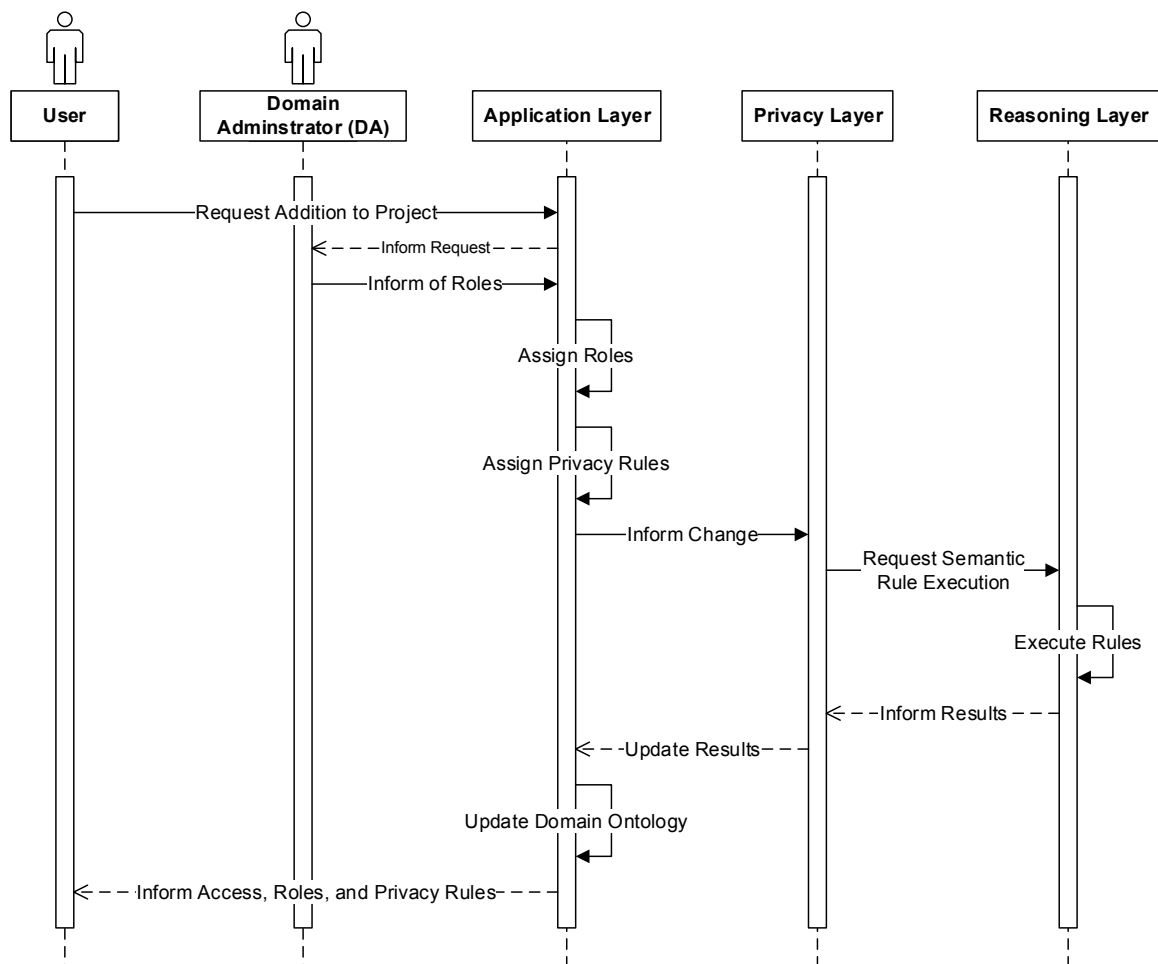 User
Domain
Adminstrator (DA)
Application Layer
Privacy Layer
Reasoning Layer
Request Addition to Project
Inform Request
Inform of Roles
Assign Roles
Assign Privacy Rules
Inform Change
Request Semantic
Rule Execution
Execute Rules
Inform Results
Update Results
Update Domain Ontology
Inform Access, Roles, and Privacy Rules